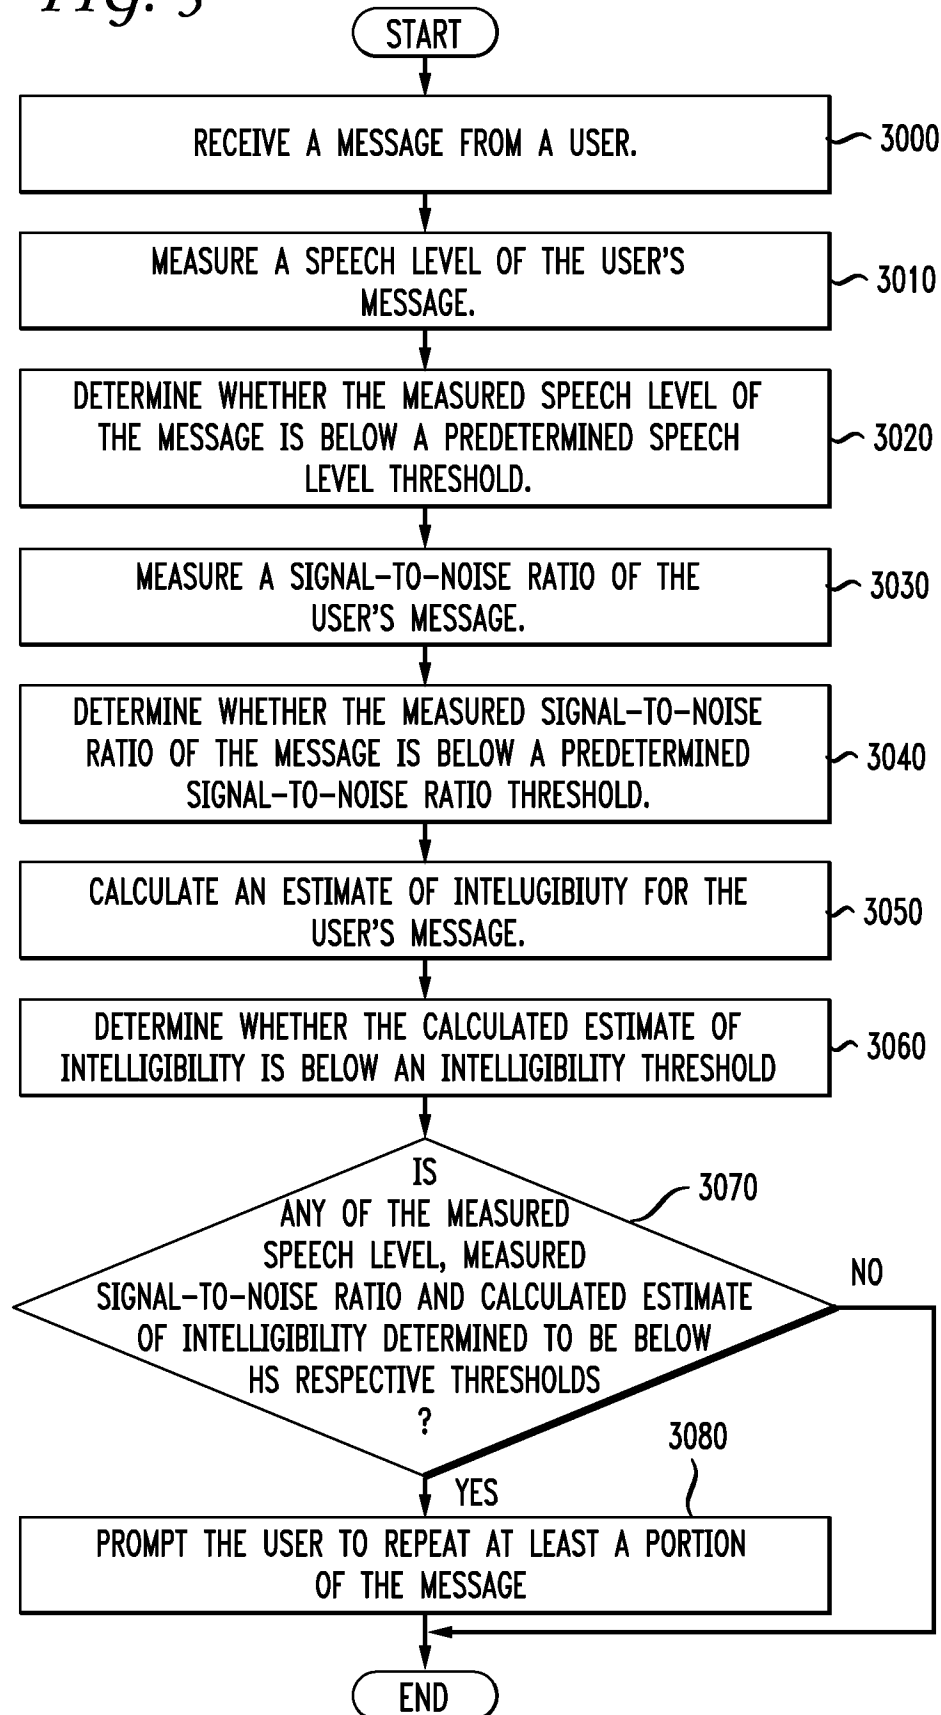 FIG. 3
START
RECEIVE A MESSAGE FROM A USER.
3000
MEASURE A SPEECH LEVEL OF THE USER'S
MESSAGE.
3010
DETERMINE WHETHER THE MEASURED SPEECH LEVEL OF
THE MESSAGE IS BELOW A PREDETERMINED SPEECH
LEVEL THRESHOLD.
3020
MEASURE A SIGNAL-TO-NOISE RATIO OF THE
USER'S MESSAGE.
3030
DETERMINE WHETHER THE MEASURED SIGNAL-TO-NOISE
RATIO OF THE MESSAGE IS BELOW A PREDETERMINED
SIGNAL-TO-NOISE RATIO THRESHOLD.
3040
CALCULATE AN ESTIMATE OF INTELUGIBIUTY FOR THE
USER'S MESSAGE.
3050
DETERMINE WHETHER THE CALCULATED ESTIMATE OF
INTELLIGIBILITY IS BELOW AN INTELLIGIBILITY THRESHOLD
3060
IS
ANY OF THE MEASURED
SPEECH LEVEL, MEASURED
SIGNAL-TO-NOISE RATIO AND CALCULATED ESTIMATE
OF INTELLIGIBILITY DETERMINED TO BE BELOW
HS RESPECTIVE THRESHOLDS
?
3070
NO
YES
3080
PROMPT THE USER TO REPEAT AT LEAST A PORTION
OF THE MESSAGE
END